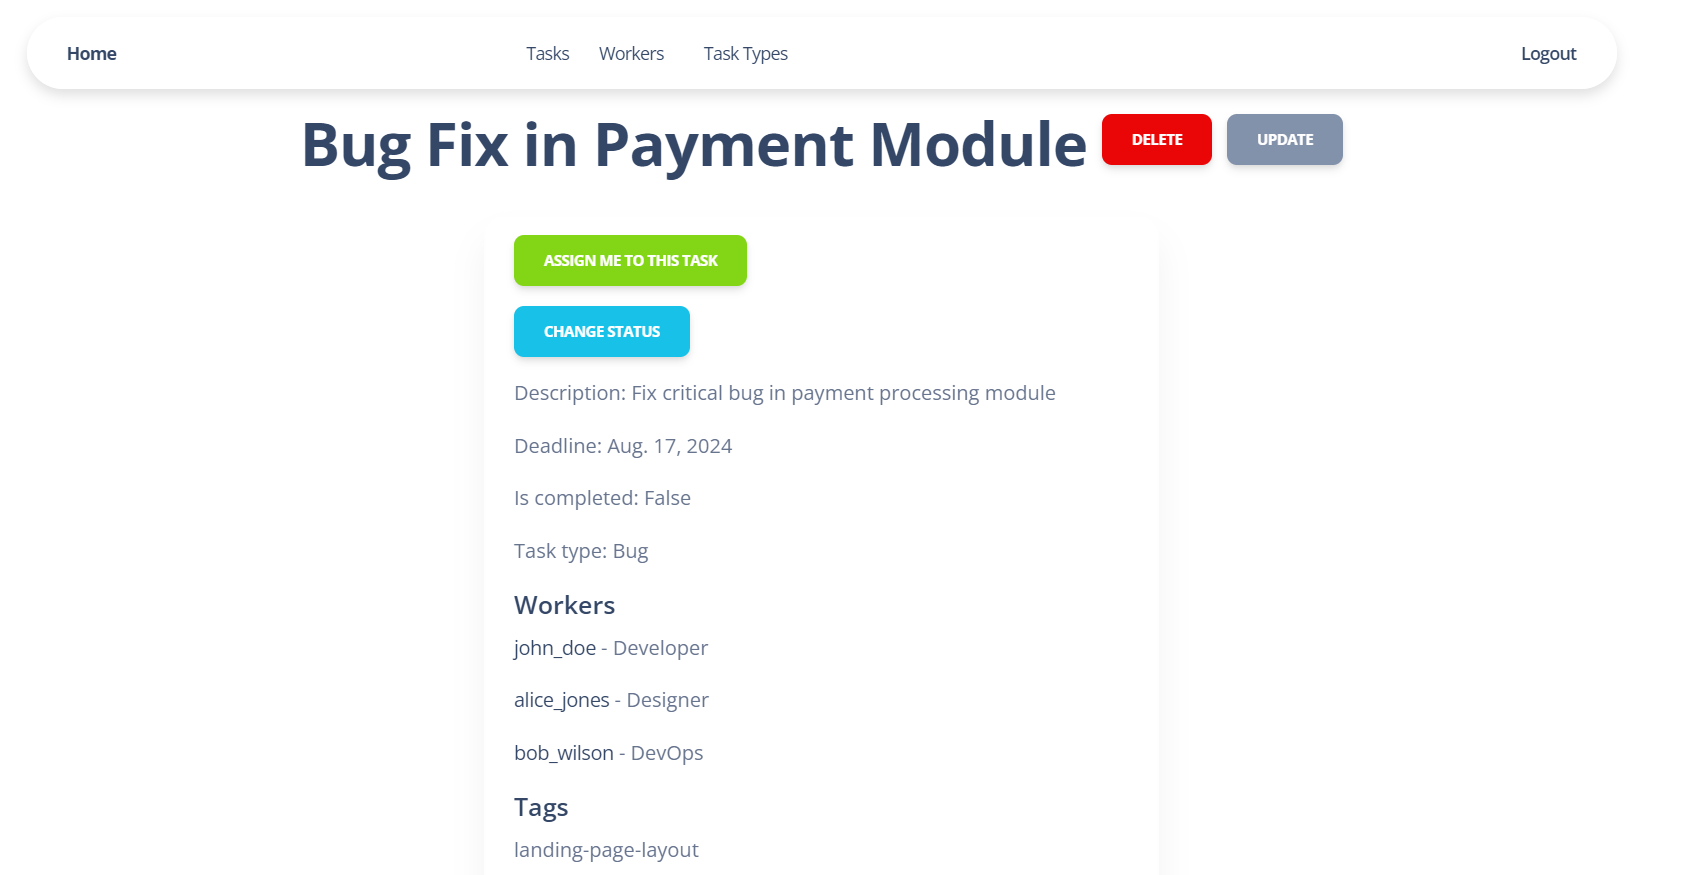 Home Tasks Workers Task Types Logout
Bug Fix in Payment Module DELETE UPDATE
ASSIGN ME TO THIS TASK
CHANGE STATUS
Description: Fix critical bug in payment processing module
Deadline: Aug. 17, 2024
Is completed: False
Task type: Bug
Workers
john_doe - Developer
alice_jones - Designer
bob_wilson - DevOps
Tags
landing-page-layout